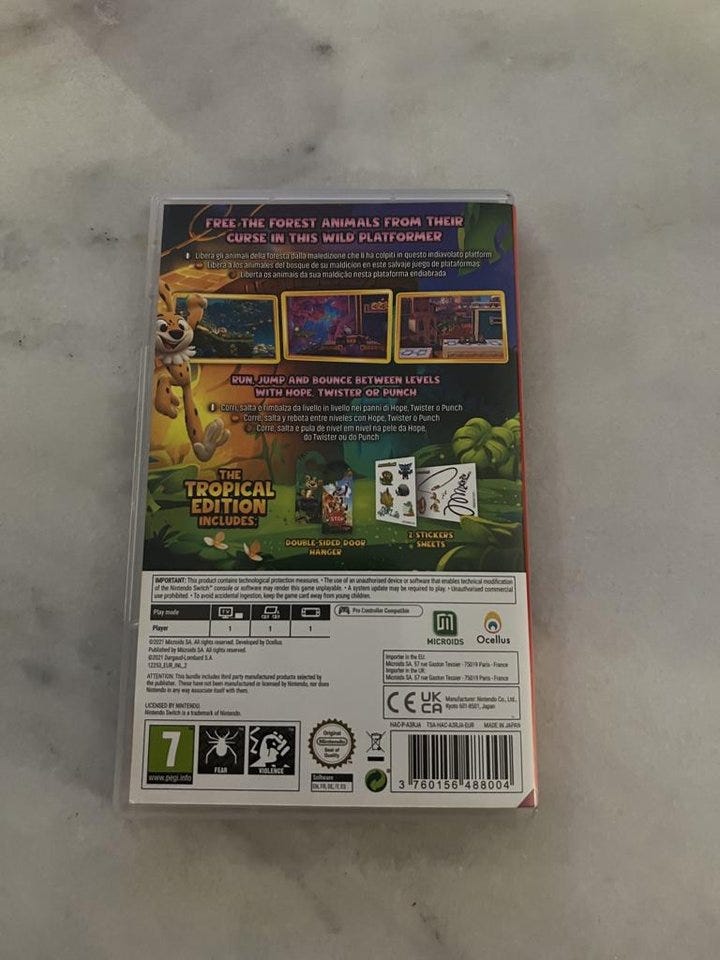 FREE THE FOREST ANIMALS FROM THEIR
CURSE IN THIS WILD PLATFORMER
Libera gli animali della foresta dalla maledizione che li ha colpiti in questo indiavolato platform
Libera a los animales del bosque de su maldición en este salvaje juego de plataformas
Liberta os animais da sua maldição nesta plataforma endiabrada
RUN, JUMP AND BOUNCE BETWEEN LEVELS
WITH HOPE, TWISTER OR PUNCH
Corri, salta e rimbalza da livello in livello nei panni di Hope, Twister o Punch
Corre, salta y rebota entre niveles con Hope, Twister o Punch
Corre, salta e pula de nível em nível na pele da Hope,
do Twister ou do Punch
THE
TROPICAL
EDITION
INCLUDES:
STOP
DOUBLE-SIDED DOOR
HANGER
2 STICKERS
SHEETS
IMPORTANT: This product contains technological protection measures. • The use of an unauthorised device or software that enables technical modification
of the Nintendo Switch™ console or software may render this game unplayable. • A system update may be required to play. • Unauthorised commercial
use prohibited. • To avoid accidental ingestion, keep the game card away from young children.
Play mode
TV
Pro Controller Compatible
Player 1 1 1
©2021 Microids SA. All rights reserved. Developed by Ocellus.
Published by Microids SA. All rights reserved.
©2021 Dargaud-Lombard S.A
12253_EUR_INL_2
MICROIDS
Ocellus
ATTENTION: This bundle includes third party manufactured products selected by
the publisher. These have not been manufactured or licensed by Nintendo, nor does
Nintendo in any way associate itself with them.
Importer in the EU:
Microids SA. 57 rue Gaston Tessier - 75019 Paris - France
Importer in the UK:
Microids SA. 57 rue Gaston Tessier - 75019 Paris - France
LICENSED BY NINTENDO.
Nintendo Switch is a trademark of Nintendo.
CE UK CA
Manufacturer: Nintendo Co., Ltd.,
Kyoto 601-8501, Japan
HAC-P-A3RJA TSA-HAC-A3RJA-EUR MADE IN JAPAN
7
www.pegi.info
FEAR
VIOLENCE
Original
Nintendo
Seal of
Quality
Software
EN, FR, DE, IT, ES
3 760156 488004